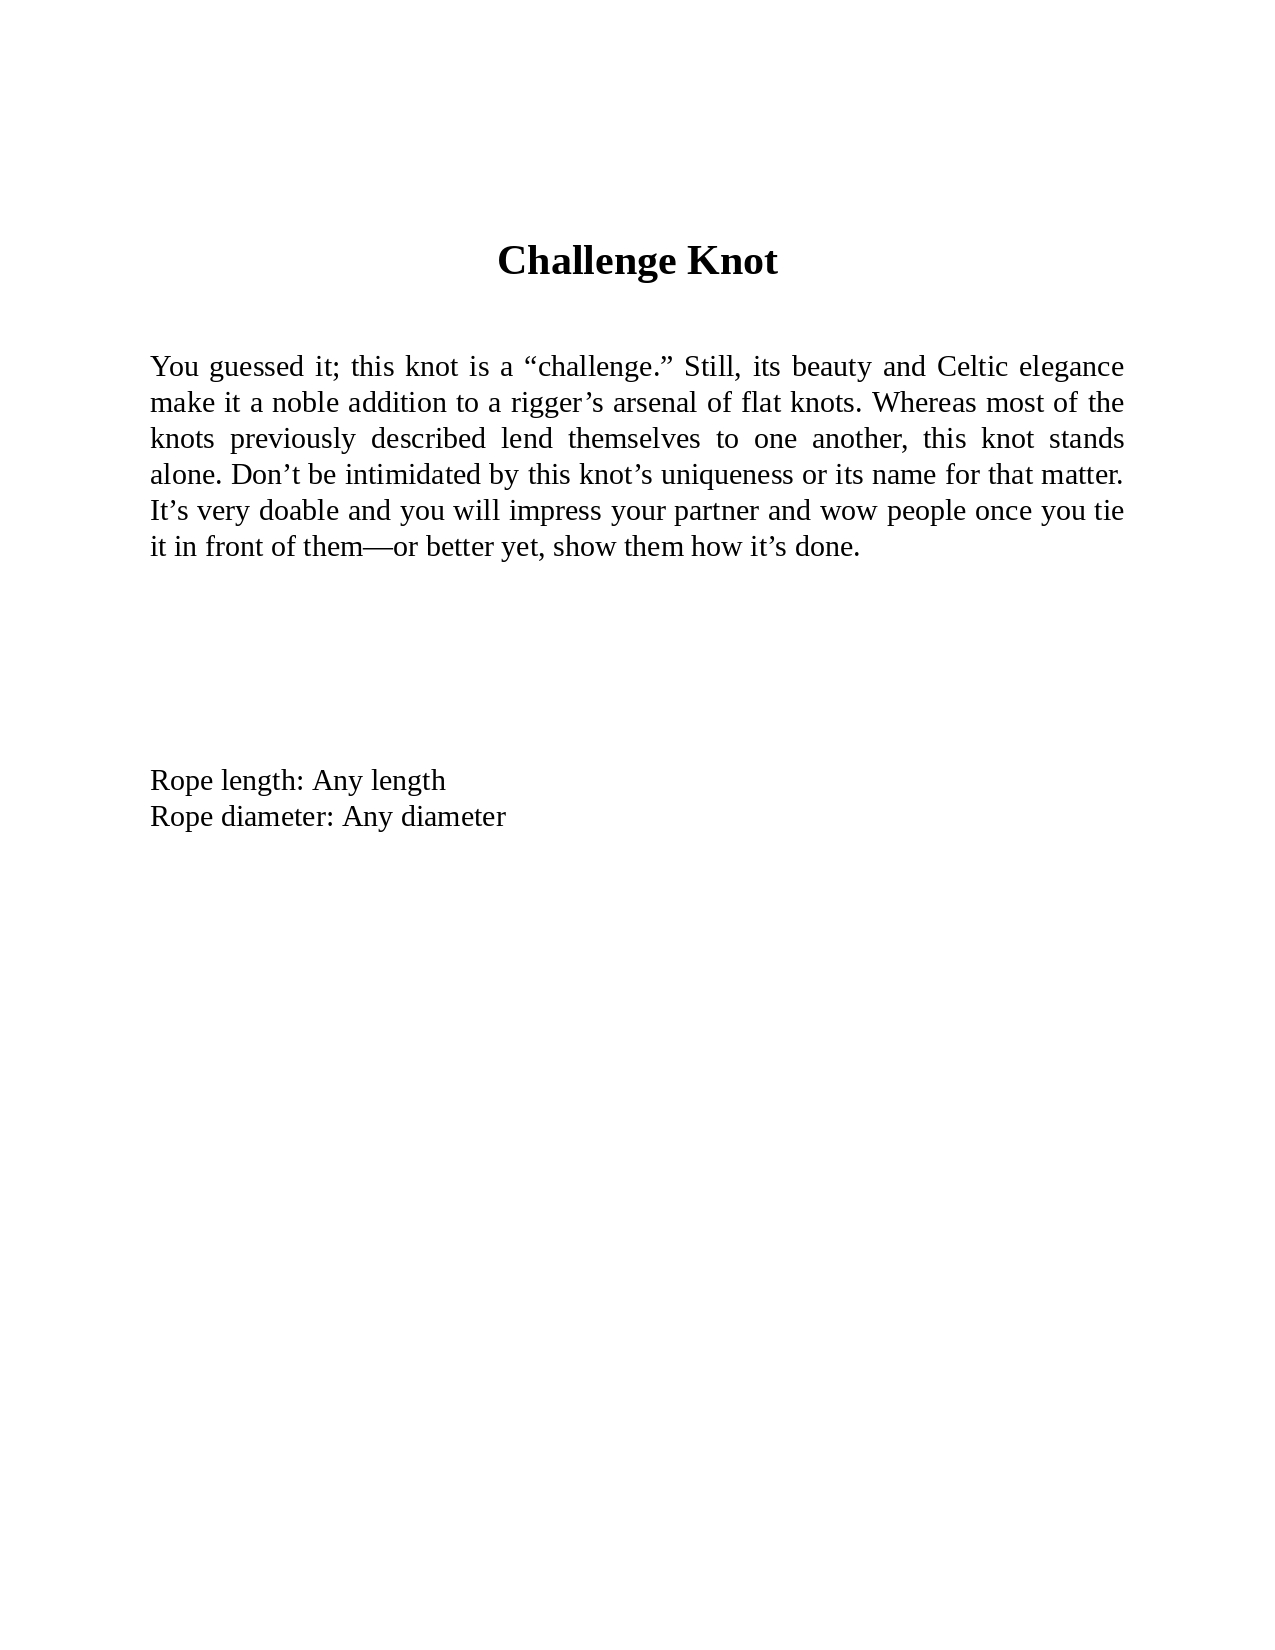 Challenge Knot
You guessed it; this knot is a “challenge.” Still, its beauty and Celtic elegance
make it a noble addition to a rigger’s arsenal of flat knots. Whereas most of the
knots previously described lend themselves to one another, this knot stands
alone. Don’t be intimidated by this knot’s uniqueness or its name for that matter.
It’s very doable and you will impress your partner and wow people once you tie
it in front of them—or better yet, show them how it’s done.
Rope length: Any length
Rope diameter: Any diameter